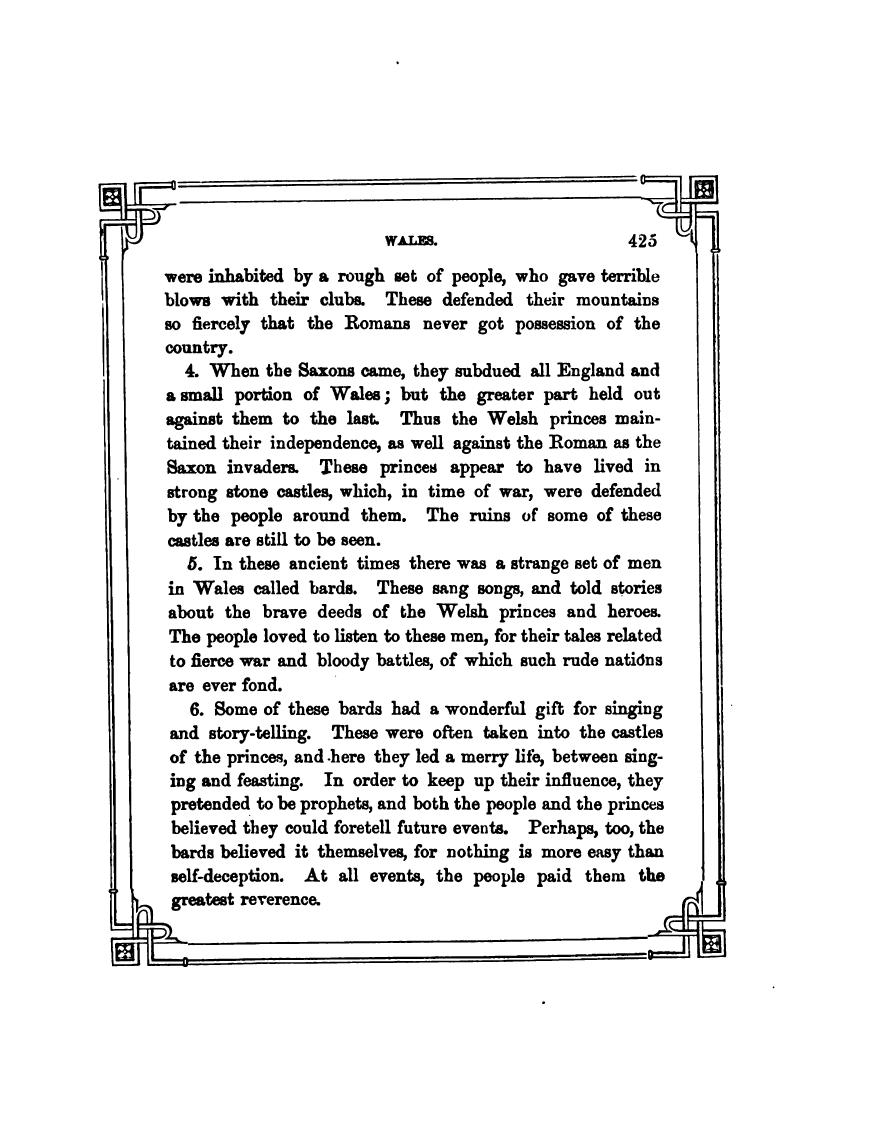 WALES. 425
were inhabited by a rough set of people, who gave terrible
blows with their clubs. These defended their mountains
so fiercely that the Romans never got possession of the
country.
4. When the Saxons came, they subdued all England and
a small portion of Wales; but the greater part held out
against them to the last. Thus the Welsh princes main-
tained their independence, as well against the Roman as the
Saxon invaders. These princes appear to have lived in
strong stone castles, which, in time of war, were defended
by the people around them. The ruins of some of these
castles are still to be seen.
5. In these ancient times there was a strange set of men
in Wales called bards. These sang songs, and told stories
about the brave deeds of the Welsh princes and heroes.
The people loved to listen to these men, for their tales related
to fierce war and bloody battles, of which such rude nations
are ever fond.
6. Some of these bards had a wonderful gift for singing
and story-telling. These were often taken into the castles
of the princes, and here they led a merry life, between sing-
ing and feasting. In order to keep up their influence, they
pretended to be prophets, and both the people and the princes
believed they could foretell future events. Perhaps, too, the
bards believed it themselves, for nothing is more easy than
self-deception. At all events, the people paid them the
greatest reverence.